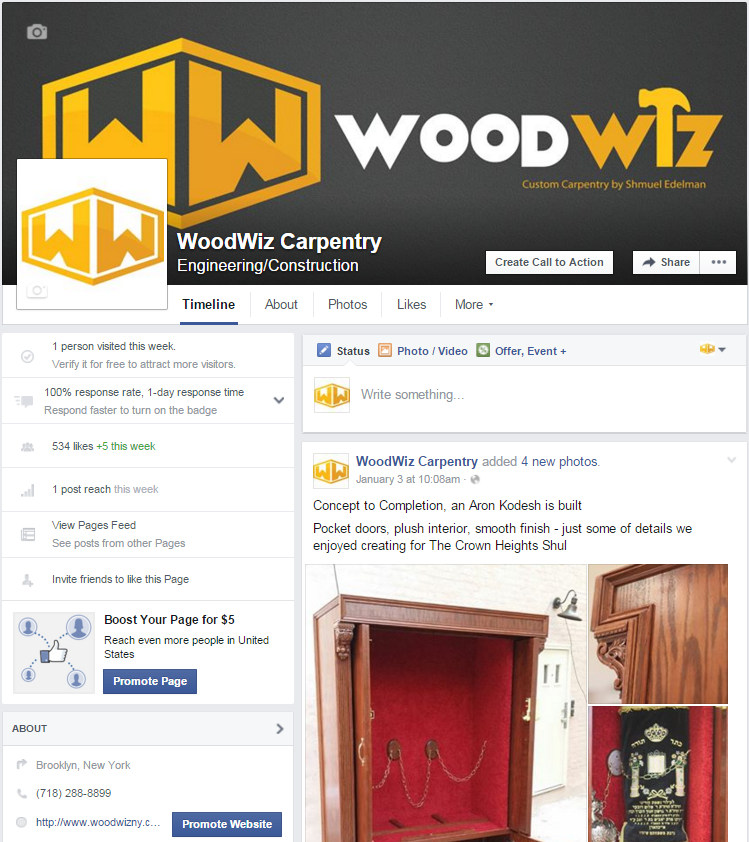 WOODWIZ
Custom Carpentry by Shmuel Edelman
WoodWiz Carpentry
Engineering/Construction
Create Call to Action
Share
Timeline
About
Photos
Likes
More
1 person visited this week.
Verify it for free to attract more visitors.
100% response rate, 1-day response time
Respond faster to turn on the badge
534 likes +5 this week
1 post reach this week
View Pages Feed
See posts from other Pages
Invite friends to like this Page
Boost Your Page for $5
Reach even more people in United
States
Promote Page
ABOUT
Brooklyn, New York
(718) 288-8899
http://www.woodwizny.c...
Promote Website
Status
Photo / Video
Offer, Event +
Write something...
WoodWiz Carpentry added 4 new photos.
January 3 at 10:08am ·
Concept to Completion, an Aron Kodesh is built
Pocket doors, plush interior, smooth finish - just some of details we
enjoyed creating for The Crown Heights Shul
כתר תורה